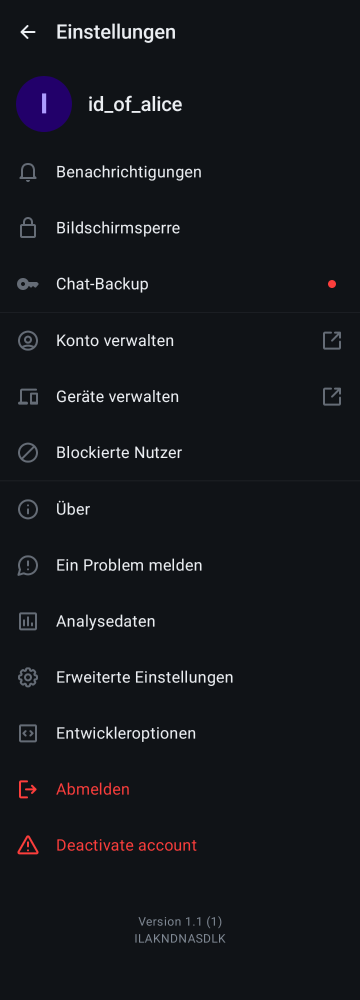 Einstellungen
I
id_of_alice
Benachrichtigungen
Bildschirmsperre
Chat-Backup
Konto verwalten
Geräte verwalten
Blockierte Nutzer
Über
Ein Problem melden
Analysedaten
Erweiterte Einstellungen
Entwickleroptionen
Abmelden
Deactivate account
Version 1.1 (1)
ILAKNDNASDLK